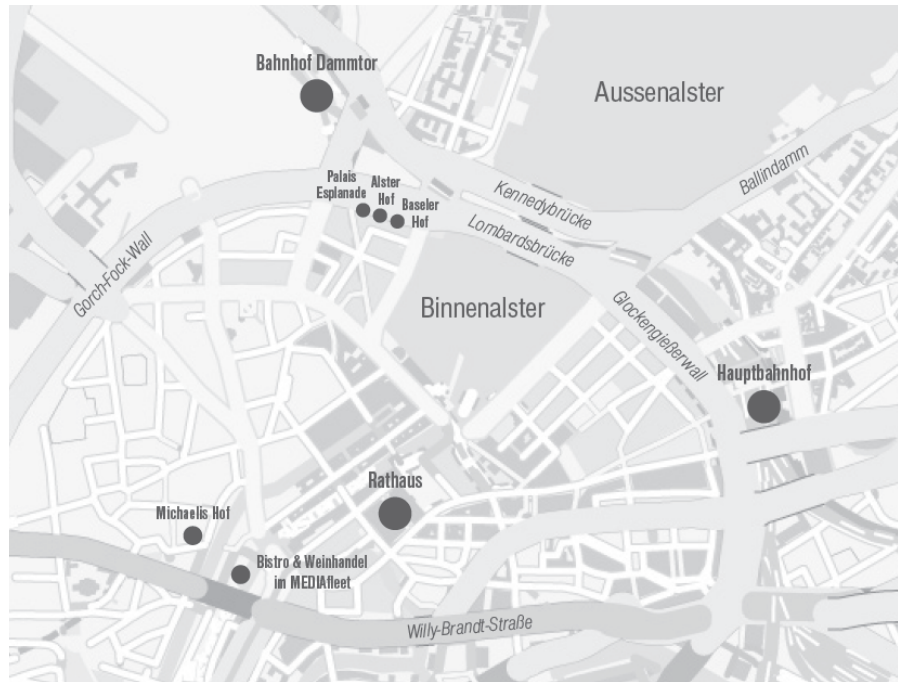 Bahnhof Dammtor
Aussenalster
Palais
Esplanade
Alster
Hof
Baseler
Hof
Kennedybrücke
Ballindamm
Lombardsbrücke
Gorch-Fock-Wall
Binnenalster
Glockengießerwall
Hauptbahnhof
Rathaus
Michaelis Hof
Bistro & Weinhandel
im MEDIAfleet
Willy-Brandt-Straße